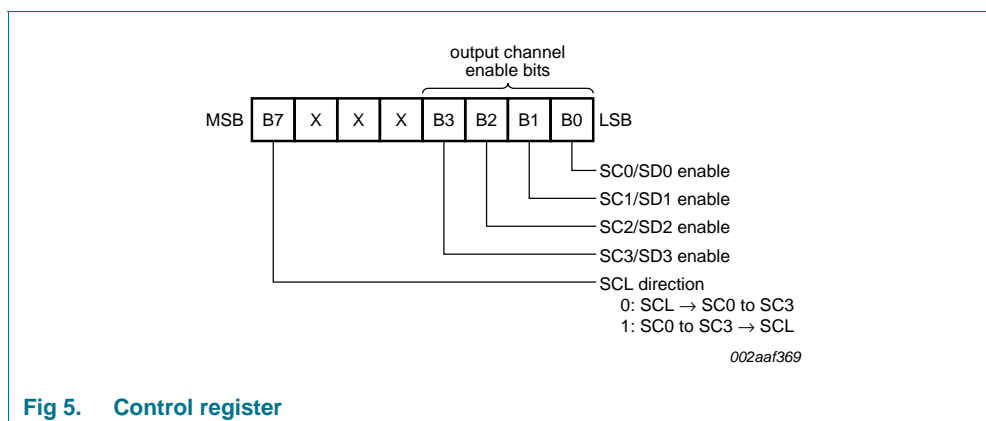 output channel
enable bits
MSB B7 X X X B3 B2 B1 B0 LSB
SC0/SD0 enable
SC1/SD1 enable
SC2/SD2 enable
SC3/SD3 enable
SCL direction
0: SCL → SC0 to SC3
1: SC0 to SC3 → SCL
002aaf369
Fig 5. Control register